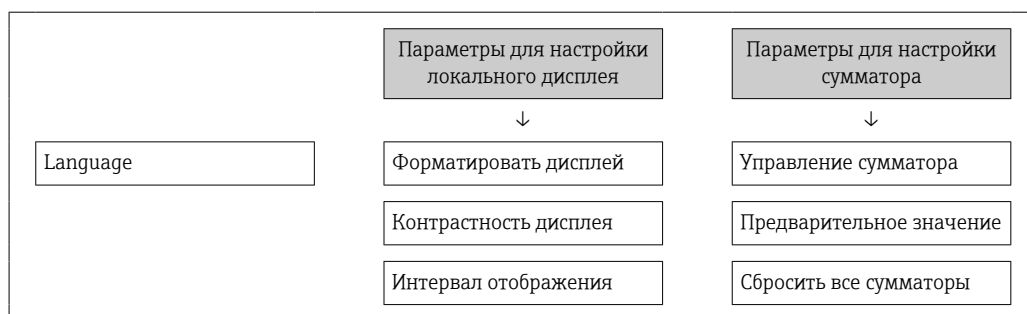 Параметры для настройки
локального дисплея
Параметры для настройки
сумматора
↓
↓
Language
Форматировать дисплей
Управление сумматора
Контрастность дисплея
Предварительное значение
Интервал отображения
Сбросить все сумматоры